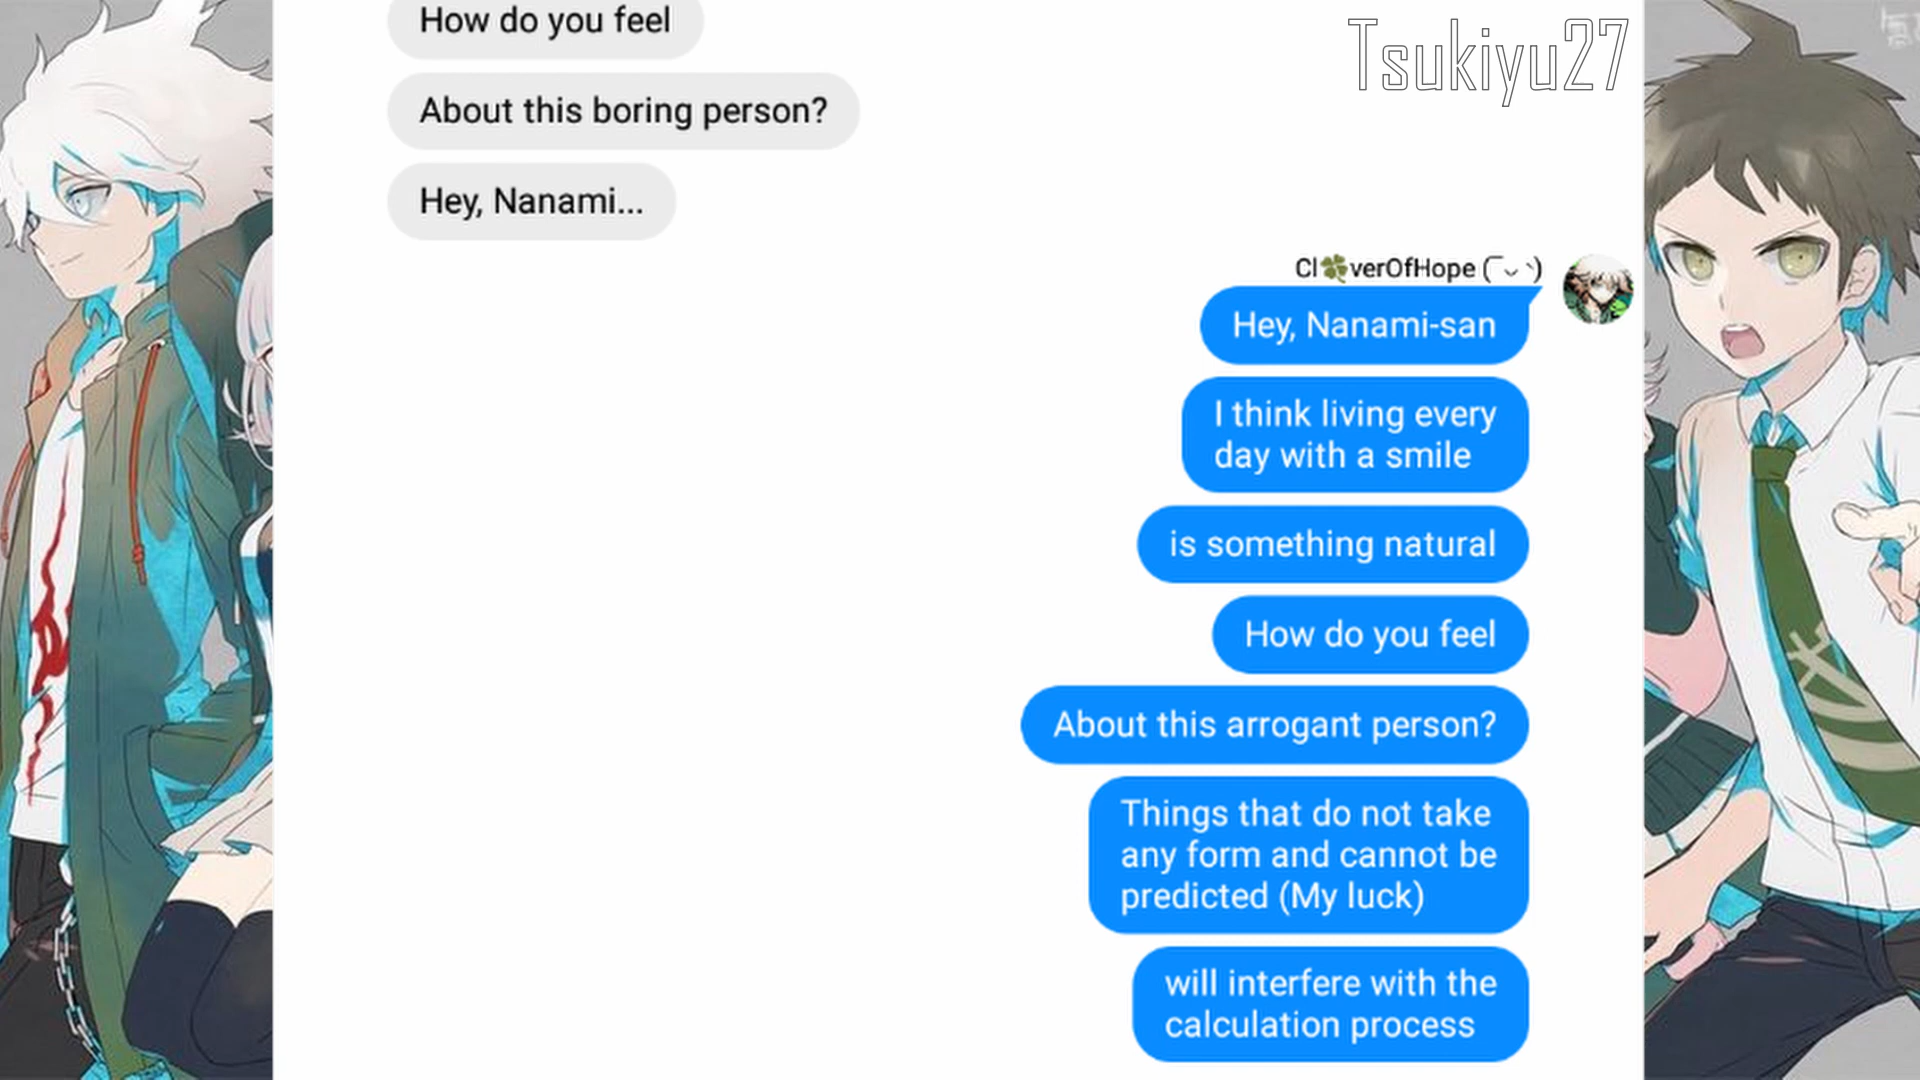 How do you feel
Tsukiyu27
About this boring person?
Hey, Nanami...
Cl🍀verOfHope (¯⌣¯`)
Hey, Nanami-san
I think living every
day with a smile
is something natural
How do you feel
About this arrogant person?
Things that do not take
any form and cannot be
predicted (My luck)
will interfere with the
calculation process